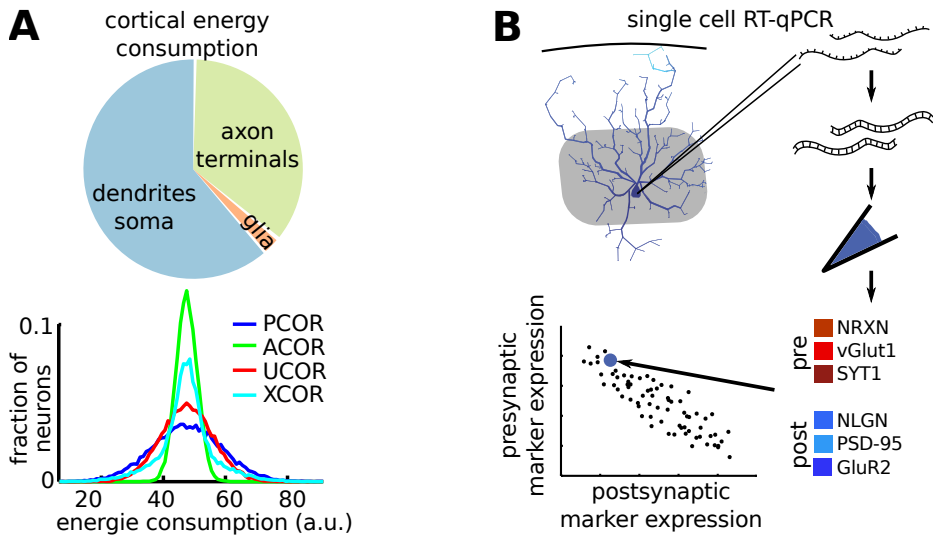 A
cortical energy
consumption
axon
terminals
dendrites
soma
glia
0.1
0
fraction of
neurons
PCOR
ACOR
UCOR
XCOR
20
40
60
80
energie consumption (a.u.)
B
single cell RT-qPCR
presynaptic
marker expression
postsynaptic
marker expression
pre
NRXN
vGlut1
SYT1
post
NLGN
PSD-95
GluR2